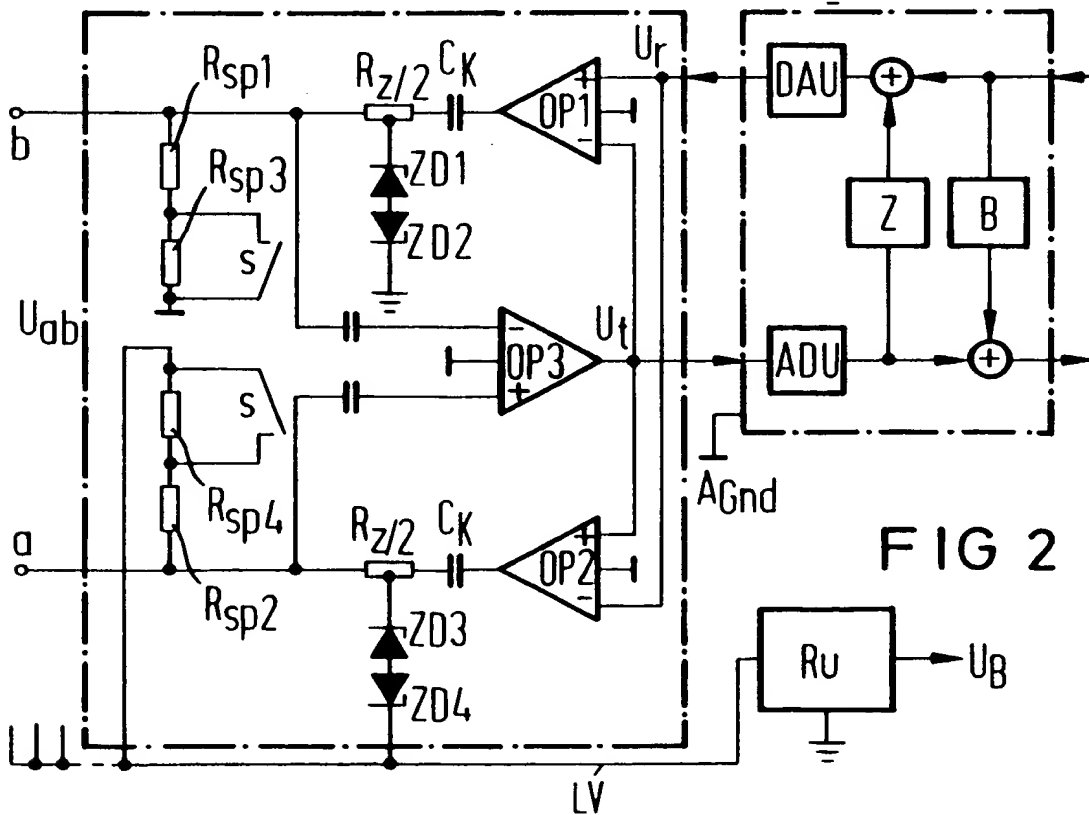 Rsp1
b
Rsp3
S
Uab
S
Rsp4
a
Rsp2
Rz/2
CK
OP1
+
-
ZD1
ZD2
Ur
-
OP3
+
Ut
Rz/2
CK
OP2
+
-
ZD3
ZD4
DAU
+
Z
B
ADU
+
AGnd
FIG 2
Ru
UB
LV